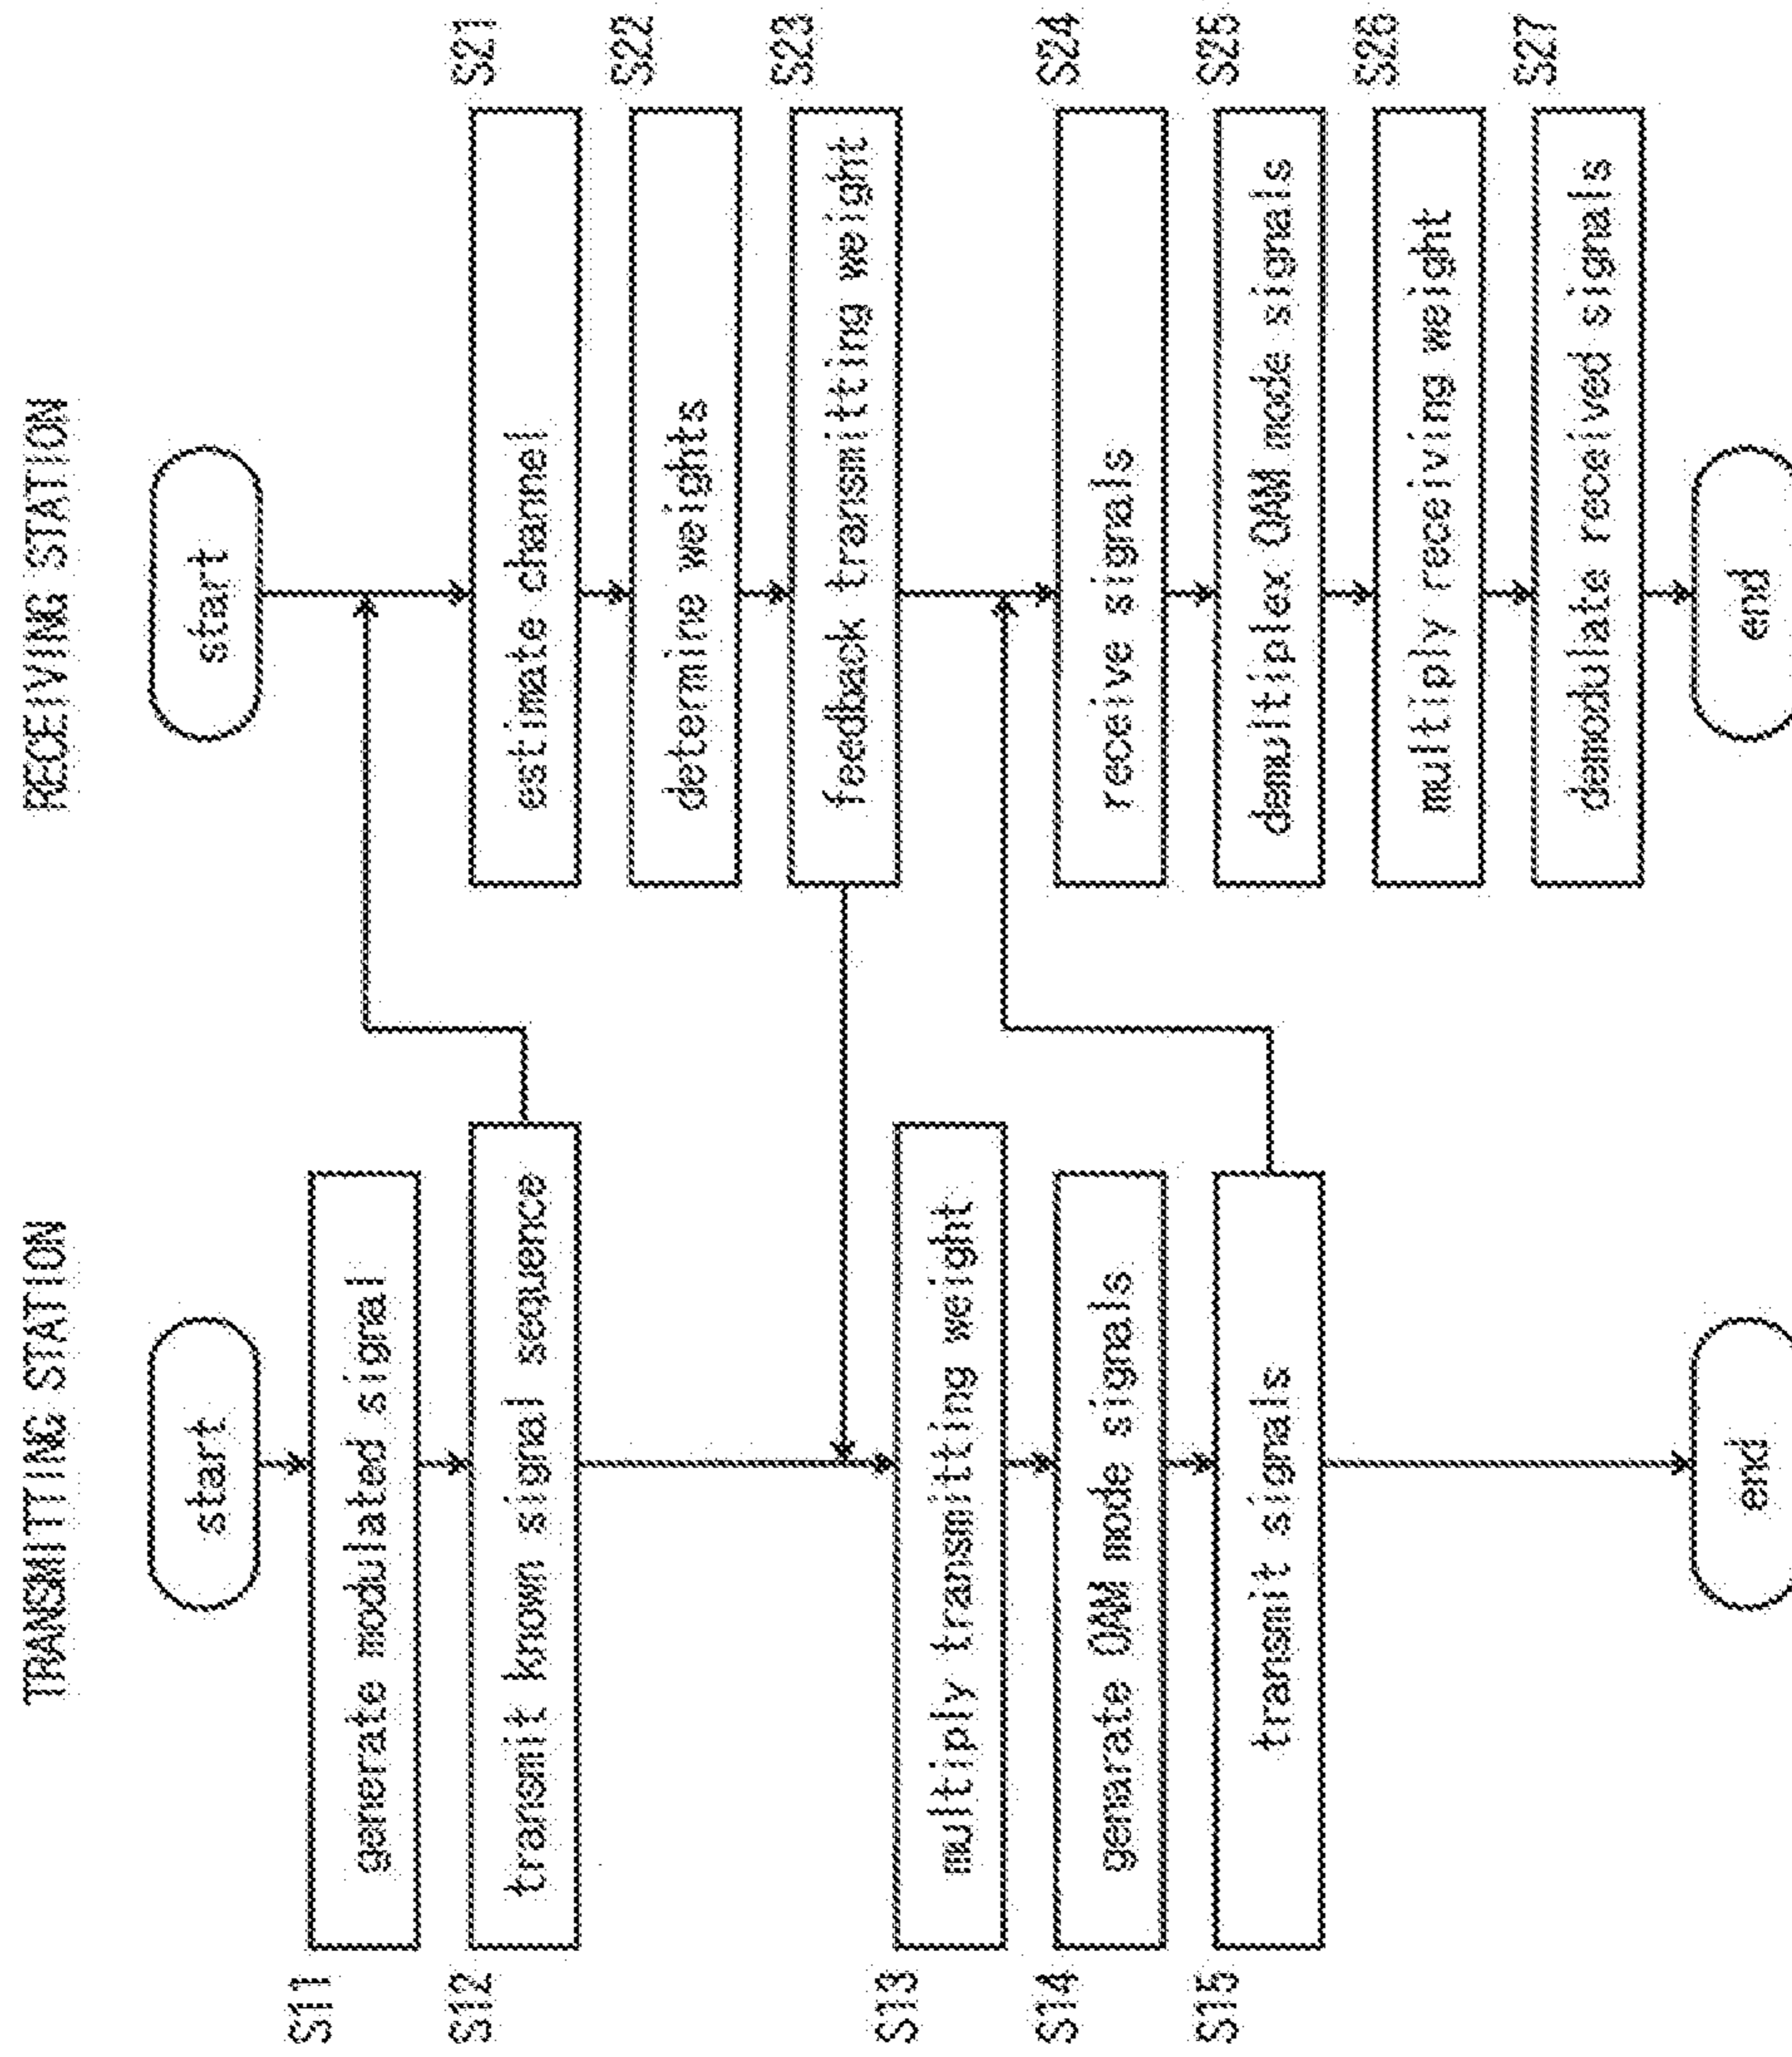 TRANSMITTING STATION
RECEIVING STATION
start
start
S11
generate modulated signal
S12
transmit known signal sequence
estimate channel
S21
determine weights
S22
feedback transmitting weight
S23
S13
multiply transmitting weight
S14
genarate OAM mode signals
receive signals
S24
S15
transmit signals
demultiplex OAM mode signals
S25
multiply receiving weight
S26
demodulate received signals
S27
end
end